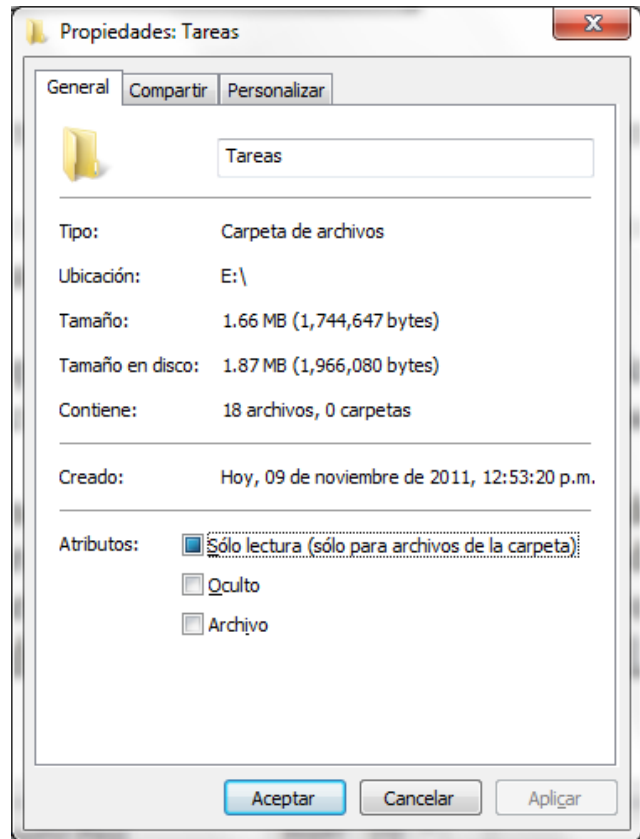 Propiedades: Tareas
General Compartir Personalizar
Tareas
Tipo: Carpeta de archivos
Ubicación: E:\
Tamaño: 1.66 MB (1,744,647 bytes)
Tamaño en disco: 1.87 MB (1,966,080 bytes)
Contiene: 18 archivos, 0 carpetas
Creado: Hoy, 09 de noviembre de 2011, 12:53:20 p.m.
Atributos: Sólo lectura (sólo para archivos de la carpeta)
Oculto
Archivo
Aceptar Cancelar Aplicar